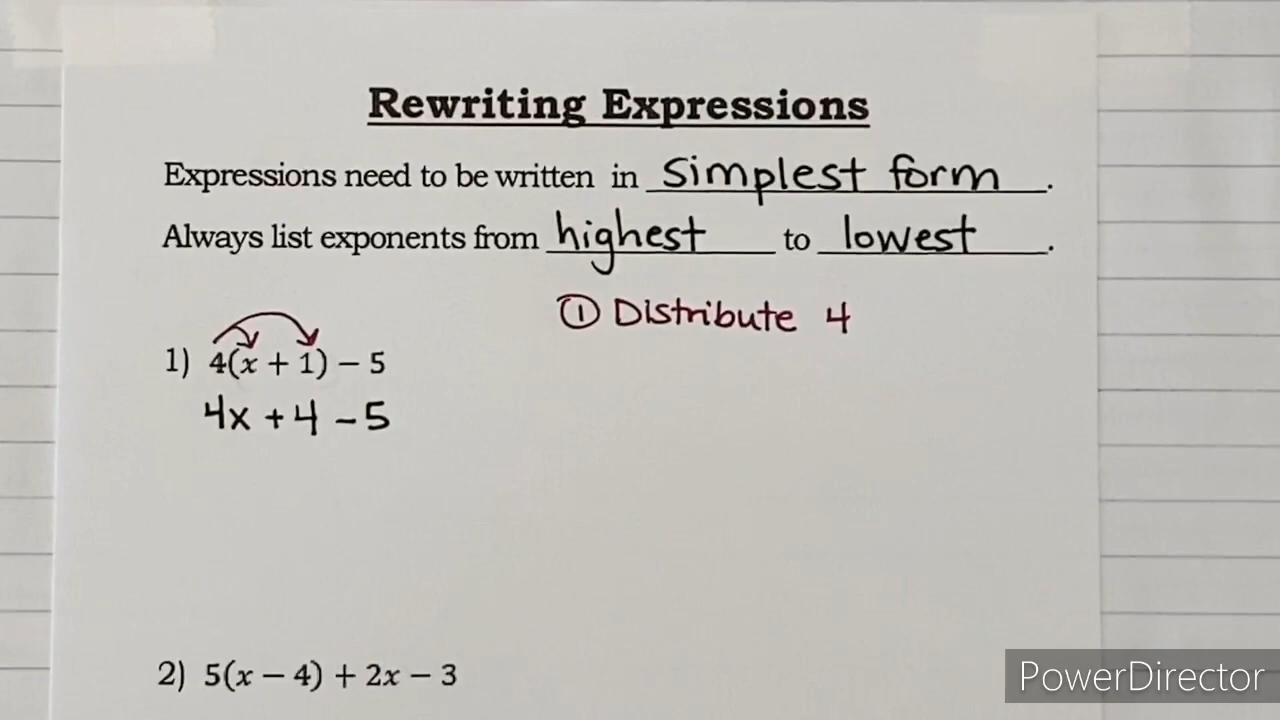 Rewriting Expressions
Expressions need to be written in simplest form.
Always list exponents from highest to lowest.
① Distribute 4
1) 4(x + 1) – 5
4x + 4 – 5
2) 5(x – 4) + 2x – 3
PowerDirector